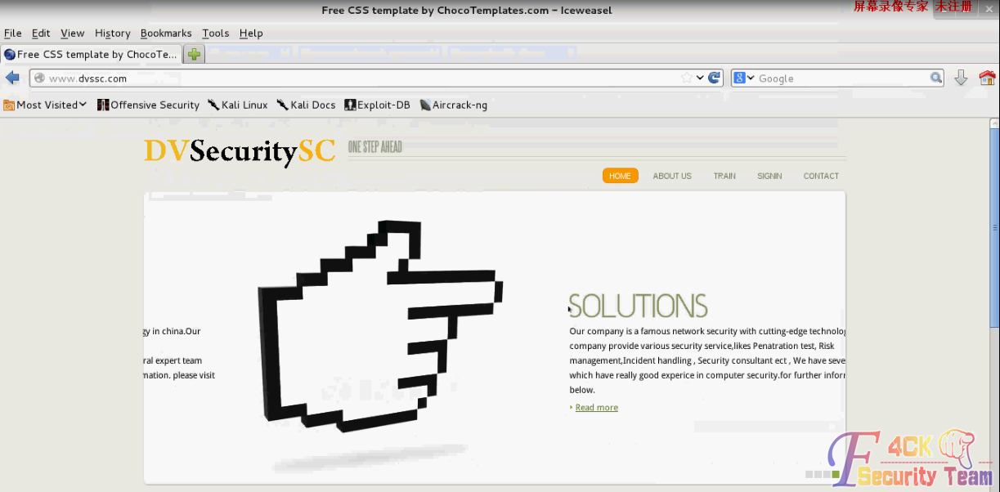 Free CSS template by ChocoTemplates.com - Iceweasel
屏幕录像专家 未注册
File Edit View History Bookmarks Tools Help
Free CSS template by ChocoTe...
www.dvssc.com
8 Google
Most Visited Offensive Security Kali Linux Kali Docs Exploit-DB Aircrack-ng
DVSecuritySC ONE STEP AHEAD
HOME ABOUT US TRAIN SIGNIN CONTACT
SOLUTIONS
gy in china.Our
Our company is a famous network security with cutting-edge technolog
company provide various security service,likes Penatration test, Risk
ral expert team
management,Incident handling , Security consultant ect , We have seve
mation. please visit
which have really good experice in computer security.for further inforr
below.
Read more
F4CK
Security Team